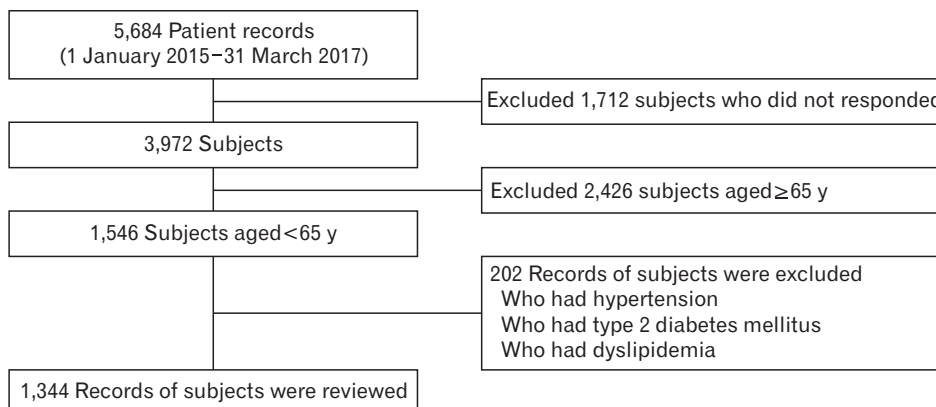 5,684 Patient records
(1 January 2015–31 March 2017)
Excluded 1,712 subjects who did not responded
3,972 Subjects
Excluded 2,426 subjects aged≥65 y
1,546 Subjects aged<65 y
202 Records of subjects were excluded
Who had hypertension
Who had type 2 diabetes mellitus
Who had dyslipidemia
1,344 Records of subjects were reviewed